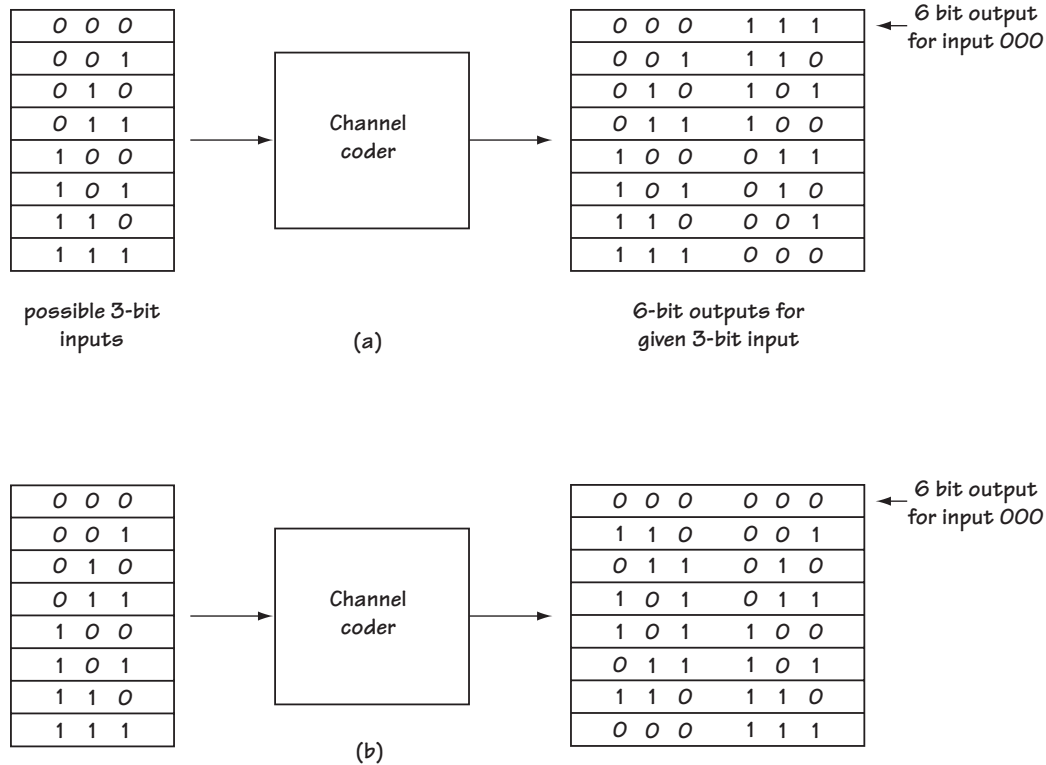 0 0 0
0 0 1
0 1 0
0 1 1
1 0 0
1 0 1
1 1 0
1 1 1
possible 3-bit
inputs
Channel
coder
(a)
0 0 0 1 1 1
0 0 1 1 1 0
0 1 0 1 0 1
0 1 1 1 0 0
1 0 0 0 1 1
1 0 1 0 1 0
1 1 0 0 0 1
1 1 1 0 0 0
6-bit outputs for
given 3-bit input
6 bit output
for input 000
0 0 0
0 0 1
0 1 0
0 1 1
1 0 0
1 0 1
1 1 0
1 1 1
Channel
coder
(b)
0 0 0 0 0 0
1 1 0 0 0 1
0 1 1 0 1 0
1 0 1 0 1 1
1 0 1 1 0 0
0 1 1 1 0 1
1 1 0 1 1 0
0 0 0 1 1 1
6 bit output
for input 000